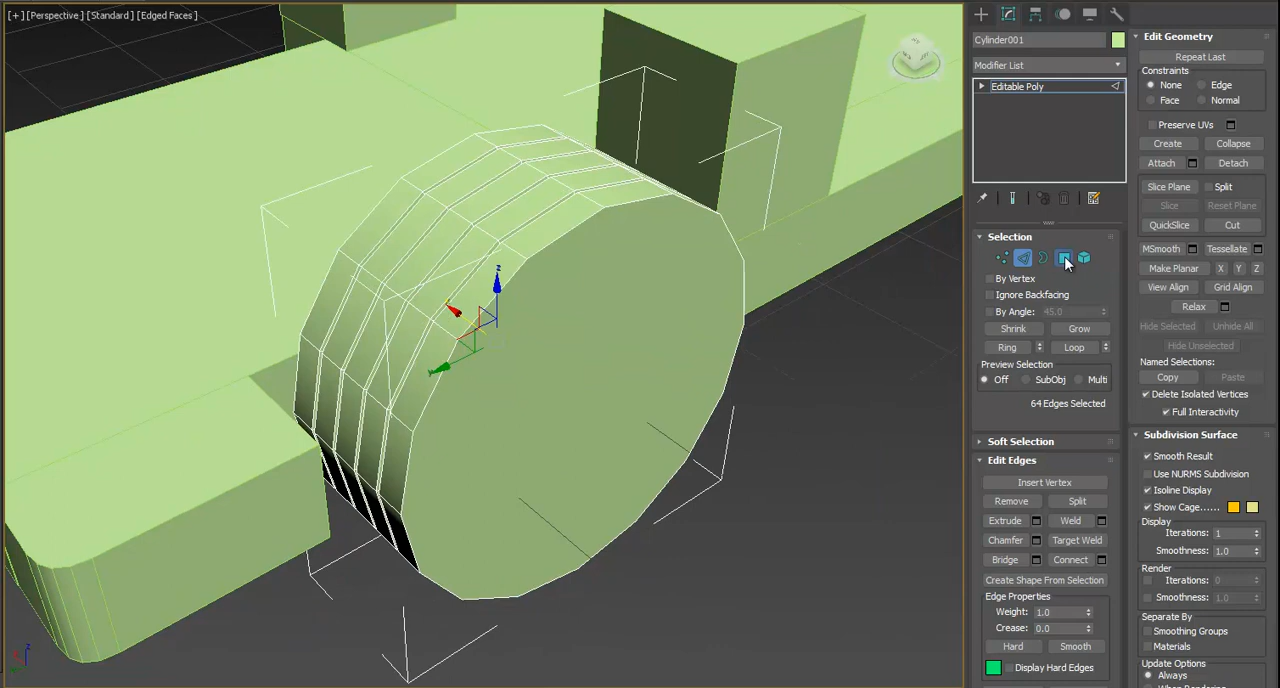 [+] [Perspective] [Standard] [Edged Faces]
Cylinder001
Modifier List
Editable Poly
Selection
By Vertex
Ignore Backfacing
By Angle: 45.0
Shrink Grow
Ring Loop
Preview Selection
Off SubObj Multi
64 Edges Selected
Soft Selection
Edit Edges
Insert Vertex
Remove Split
Extrude Weld
Chamfer Target Weld
Bridge Connect
Create Shape From Selection
Edge Properties
Weight: 1.0
Crease: 0.0
Hard Smooth
Display Hard Edges
Edit Geometry
Repeat Last
Constraints
None Edge
Face Normal
Preserve UVs
Create Collapse
Attach Detach
Slice Plane Split
Slice Reset Plane
QuickSlice Cut
MSmooth Tessellate
Make Planar X Y Z
View Align Grid Align
Relax
Hide Selected Unhide All
Hide Unselected
Named Selections:
Copy Paste
Delete Isolated Vertices
Full Interactivity
Subdivision Surface
Smooth Result
Use NURMS Subdivision
Isoline Display
Show Cage......
Display
Iterations: 1
Smoothness: 1.0
Render
Iterations: 0
Smoothness: 1.0
Separate By
Smoothing Groups
Materials
Update Options
Always
When Rendering
z
z
y